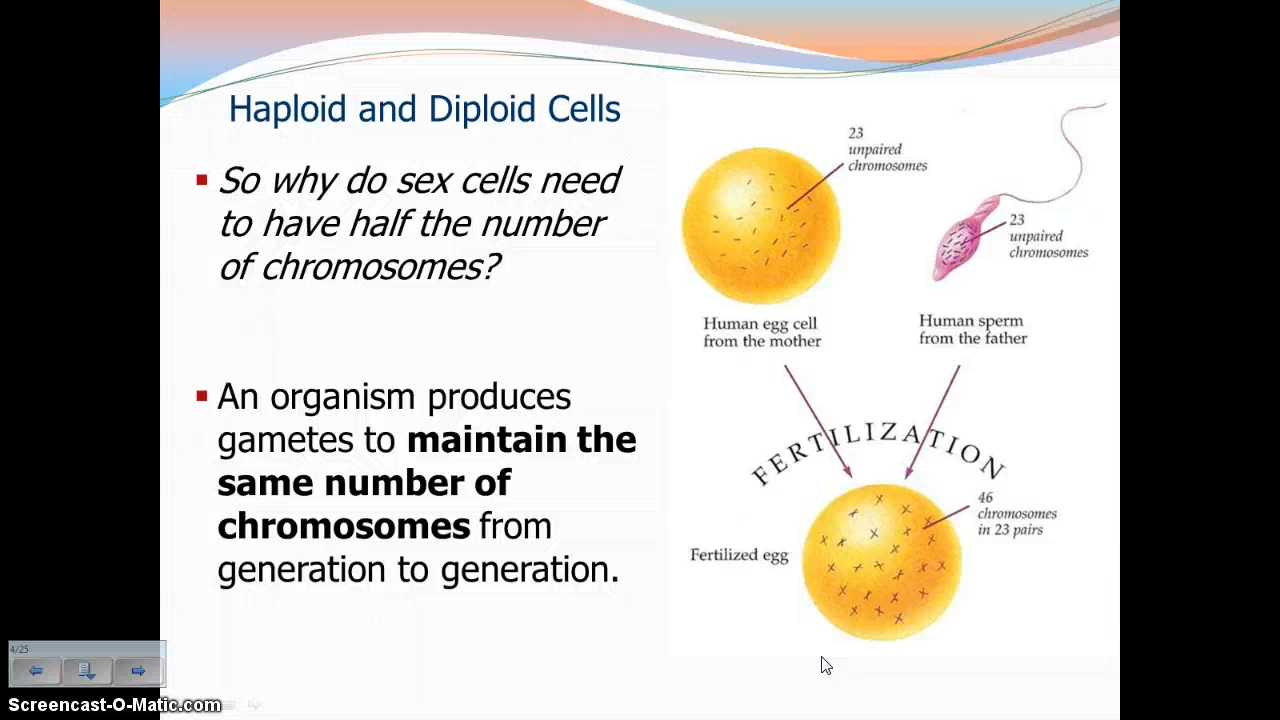 Haploid and Diploid Cells
So why do sex cells need
to have half the number
of chromosomes?
An organism produces
gametes to maintain the
same number of
chromosomes from
generation to generation.
23
unpaired
chromosomes
23
unpaired
chromosomes
Human egg cell
from the mother
Human sperm
from the father
FERTILIZATION
46
chromosomes
in 23 pairs
Fertilized egg
4/25
Screencast-O-Matic.com